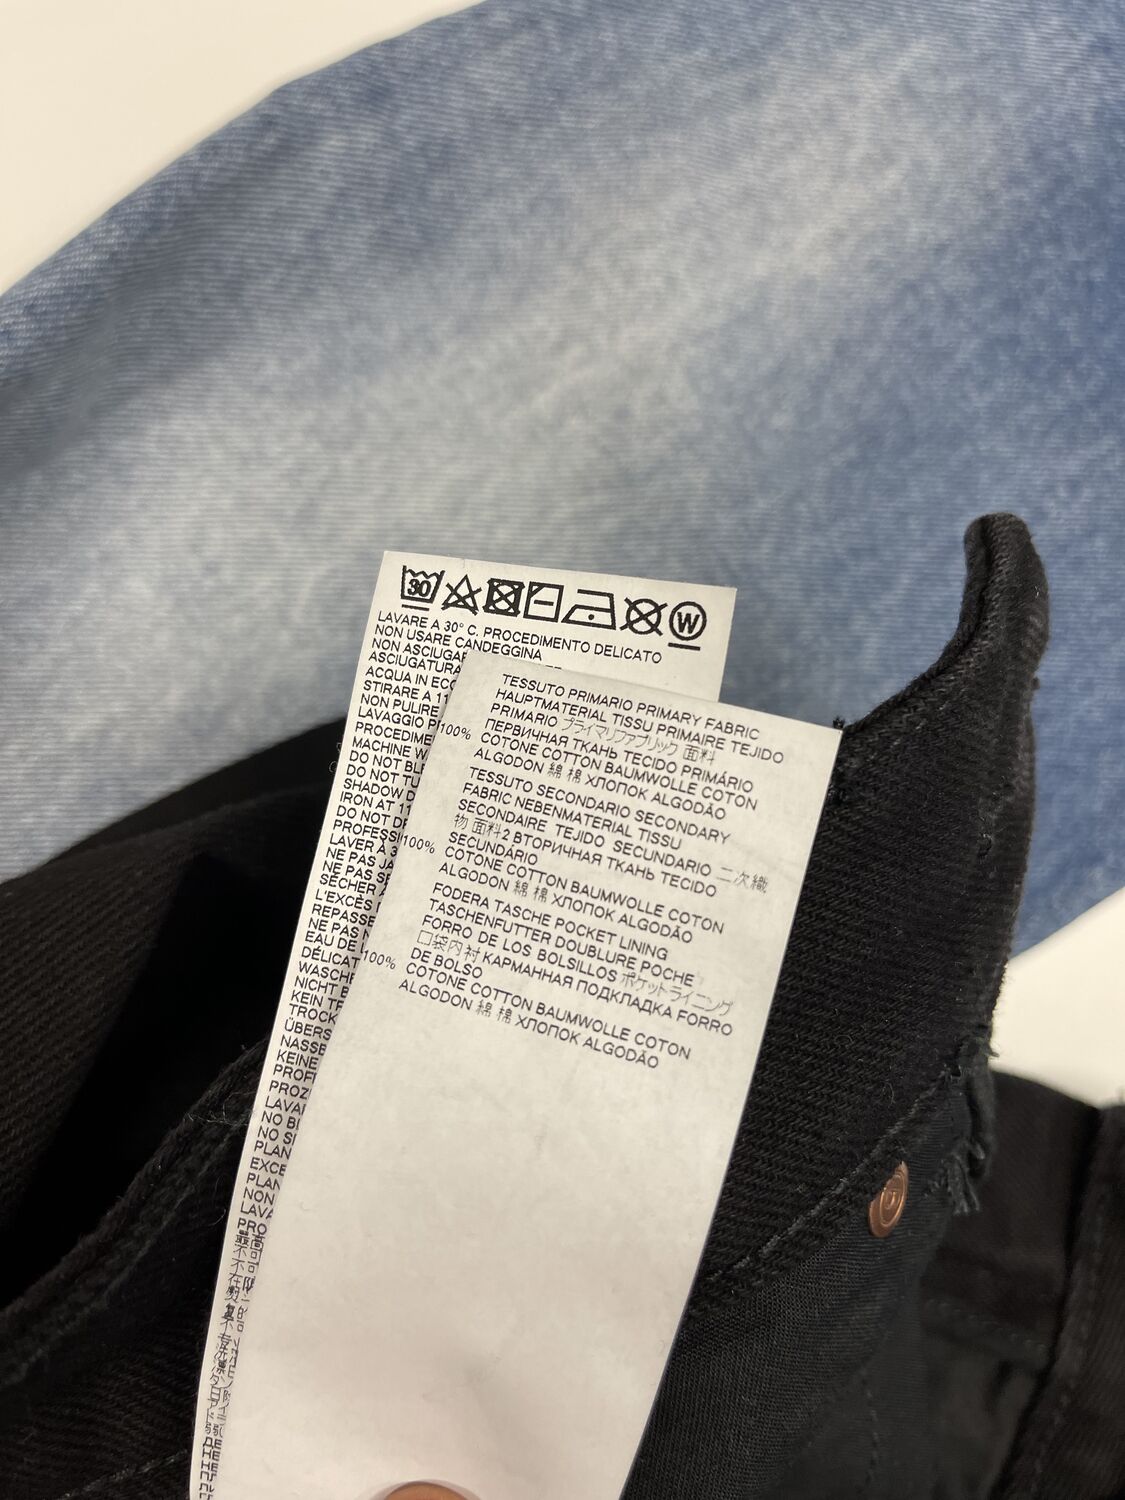 30
W
LAVARE A 30° C. PROCEDIMENTO DELICATO
NON USARE CANDEGGINA
NON ASCIUGAR
ASCIUGATURA
ACQUA IN ECC
STIRARE A 11
NON PULIRE
LAVAGGIO P
PROCEDIME
MACHINE W
DO NOT BL
DO NOT TU
SHADOW D
IRON AT 11
DO NOT DR
PROFESSI
LAVER À 3
NE PAS JA
NE PAS SE
SÉCHER
L'EXCÈS
REPASSE
NE PAS N
EAU DE
DÉLICAT
WASCHE
NICHT B
KEIN TR
TROCK
ÜBERS
NASSE
KEINE
PROF
PROZ
LAVA
NO BL
NO S
PLAN
EXCE
PLAN
NON
LAVA
PRO
TESSUTO PRIMARIO PRIMARY FABRIC
HAUPTMATERIAL TISSU PRIMAIRE TEJIDO
PRIMARIO プライマリファブリック 面料
ПЕРВИЧНАЯ ТКАНЬ TECIDO PRIMÁRIO
100% COTONE COTTON BAUMWOLLE COTON
ALGODON 綿 棉 ХЛОПОК ALGODÃO
TESSUTO SECONDARIO SECONDARY
FABRIC NEBENMATERIAL TISSU
SECONDAIRE TEJIDO SECUNDARIO 二次織
物 面料2 ВТОРИЧНАЯ ТКАНЬ TECIDO
SECUNDÁRIO
100% COTONE COTTON BAUMWOLLE COTON
ALGODON 綿 棉 ХЛОПОК ALGODÃO
FODERA TASCHE POCKET LINING
TASCHENFUTTER DOUBLURE POCHE
FORRO DE LOS BOLSILLOS ポケットライニング
口袋内衬 КАРМАННАЯ ПОДКЛАДКА FORRO
DE BOLSO
100% COTONE COTTON BAUMWOLLE COTON
ALGODON 綿 棉 ХЛОПОК ALGODÃO